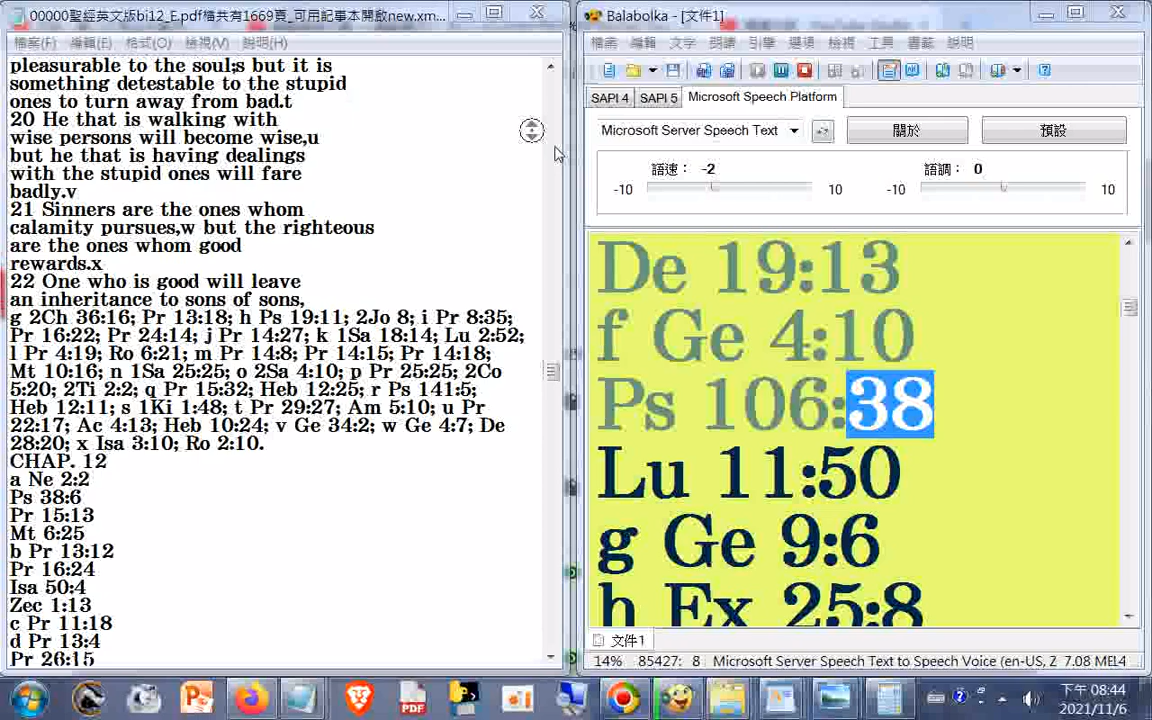 00000聖經英文版bi12_E.pdf檔共有1669頁_可用記事本開啟new.xm...
檔案(F) 編輯(E) 格式(O) 檢視(V) 說明(H)
pleasurable to the soul;s but it is
something detestable to the stupid
ones to turn away from bad.t
20 He that is walking with
wise persons will become wise,u
but he that is having dealings
with the stupid ones will fare
badly.v
21 Sinners are the ones whom
calamity pursues,w but the righteous
are the ones whom good
rewards.x
22 One who is good will leave
an inheritance to sons of sons,
g 2Ch 36:16; Pr 13:18; h Ps 19:11; 2Jo 8; i Pr 8:35;
Pr 16:22; Pr 24:14; j Pr 14:27; k 1Sa 18:14; Lu 2:52;
l Pr 4:19; Ro 6:21; m Pr 14:8; Pr 14:15; Pr 14:18;
Mt 10:16; n 1Sa 25:25; o 2Sa 4:10; p Pr 25:25; 2Co
5:20; 2Ti 2:2; q Pr 15:32; Heb 12:25; r Ps 141:5;
Heb 12:11; s 1Ki 1:48; t Pr 29:27; Am 5:10; u Pr
22:17; Ac 4:13; Heb 10:24; v Ge 34:2; w Ge 4:7; De
28:20; x Isa 3:10; Ro 2:10.
CHAP. 12
a Ne 2:2
Ps 38:6
Pr 15:13
Mt 6:25
b Pr 13:12
Pr 16:24
Isa 50:4
Zec 1:13
c Pr 11:18
d Pr 13:4
Pr 26:15
Balabolka - [文件1]
檔案 編輯 文字 朗讀 引擎 選項 檢視 工具 書籤 說明
SAPI 4 SAPI 5 Microsoft Speech Platform
Microsoft Server Speech Text 關於 預設
語速： -2 語調： 0
-10 10 -10 10
De 19:13
f Ge 4:10
Ps 106:38
Lu 11:50
g Ge 9:6
h Ex 25:8
文件1
14% 85427: 8 Microsoft Server Speech Text to Speech Voice (en-US, Z 7.08 MB
PDF
下午 08:44
2021/11/6